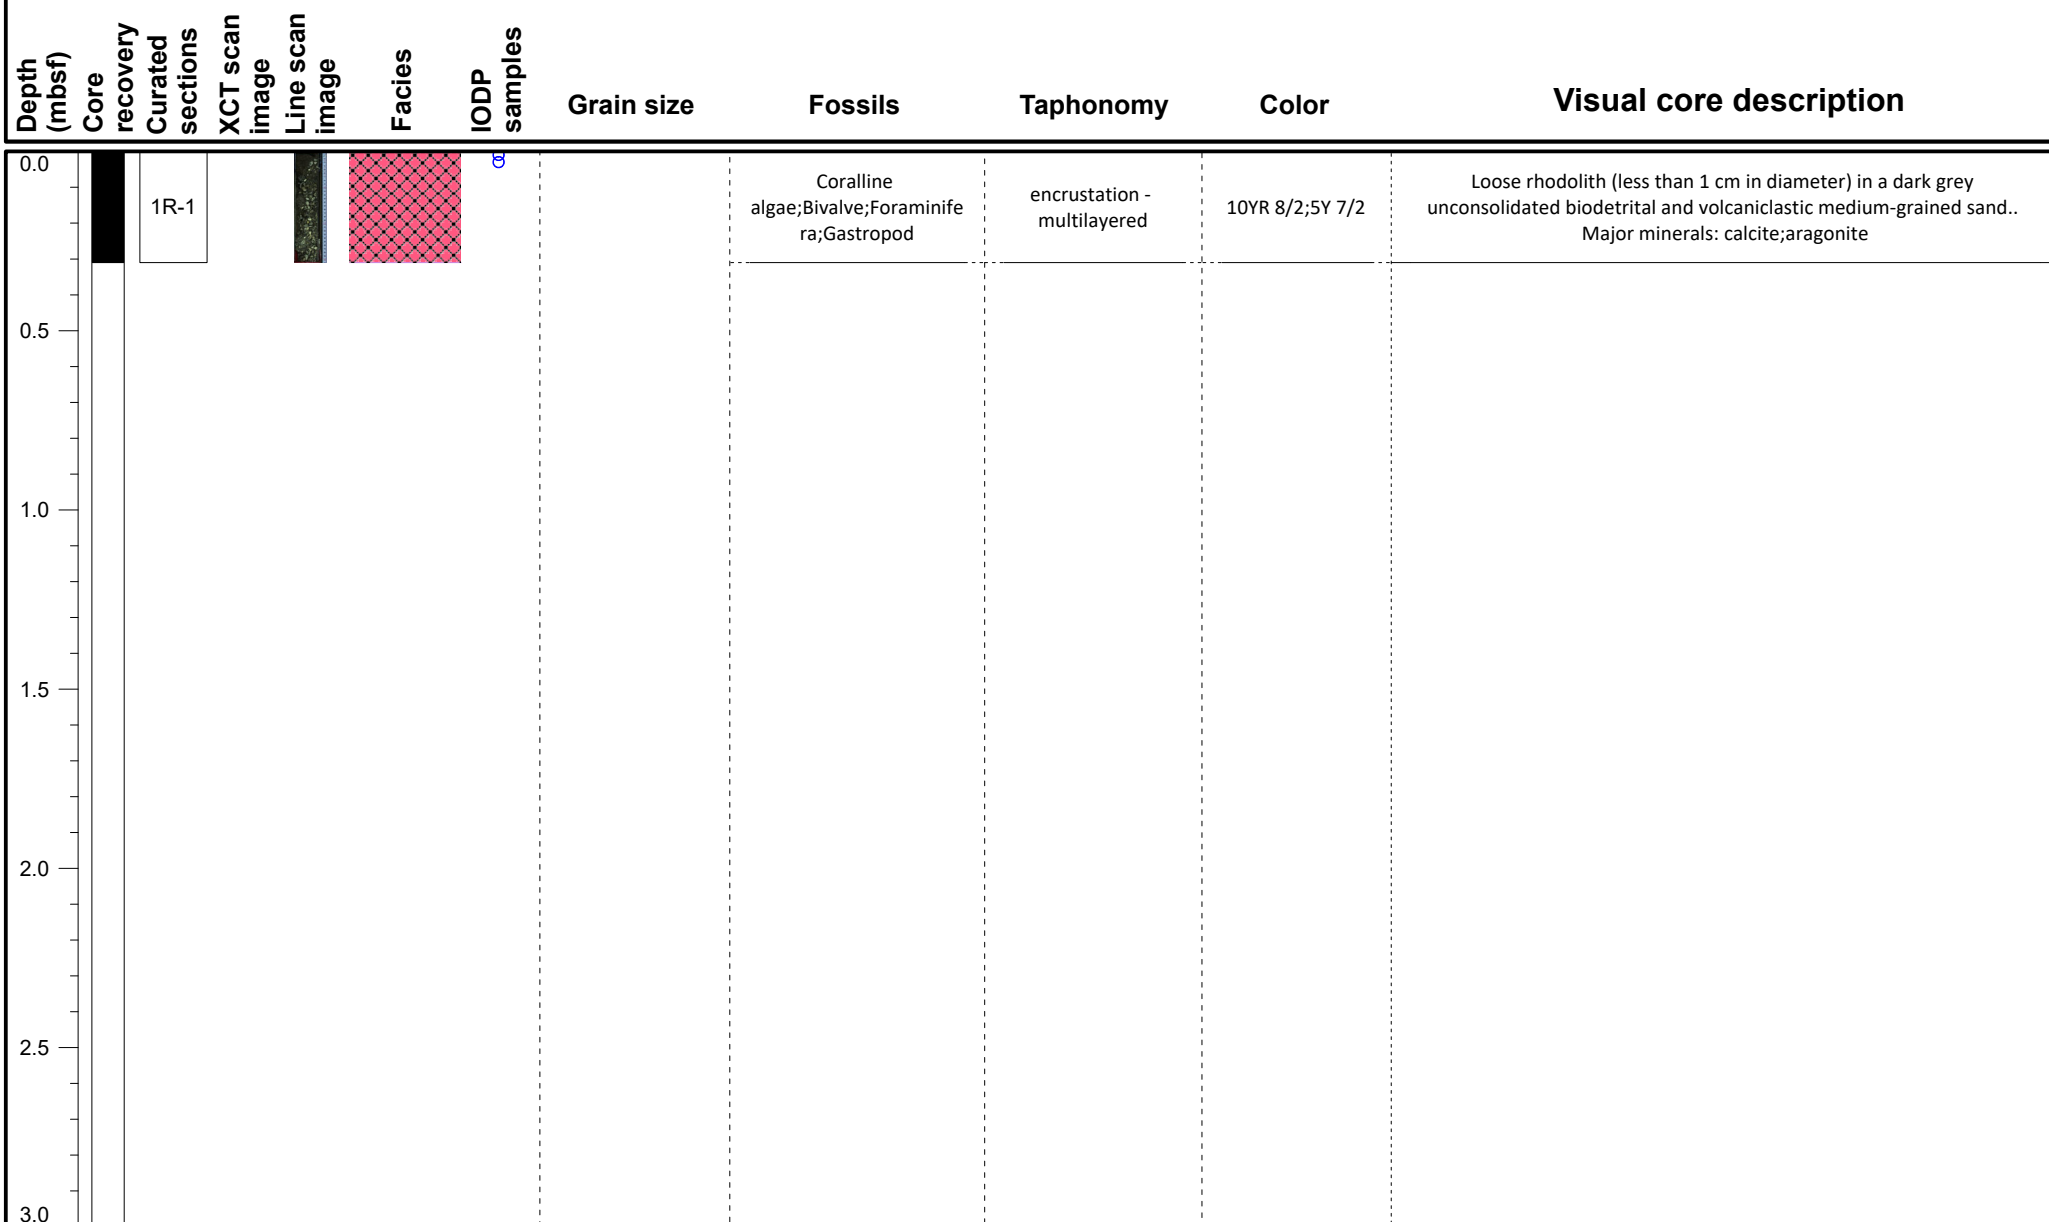 Depth
(mbsf)
Core
recovery
Curated
sections
XCT scan
image
Line scan
image
Facies
IODP
samples
Grain size
Fossils
Taphonomy
Color
Visual core description
0.0
1R-1
Coralline
algae;Bivalve;Foraminife
ra;Gastropod
encrustation -
multilayered
10YR 8/2;5Y 7/2
Loose rhodolith (less than 1 cm in diameter) in a dark grey
unconsolidated biodetrital and volcaniclastic medium-grained sand..
Major minerals: calcite;aragonite
0.5
1.0
1.5
2.0
2.5
3.0